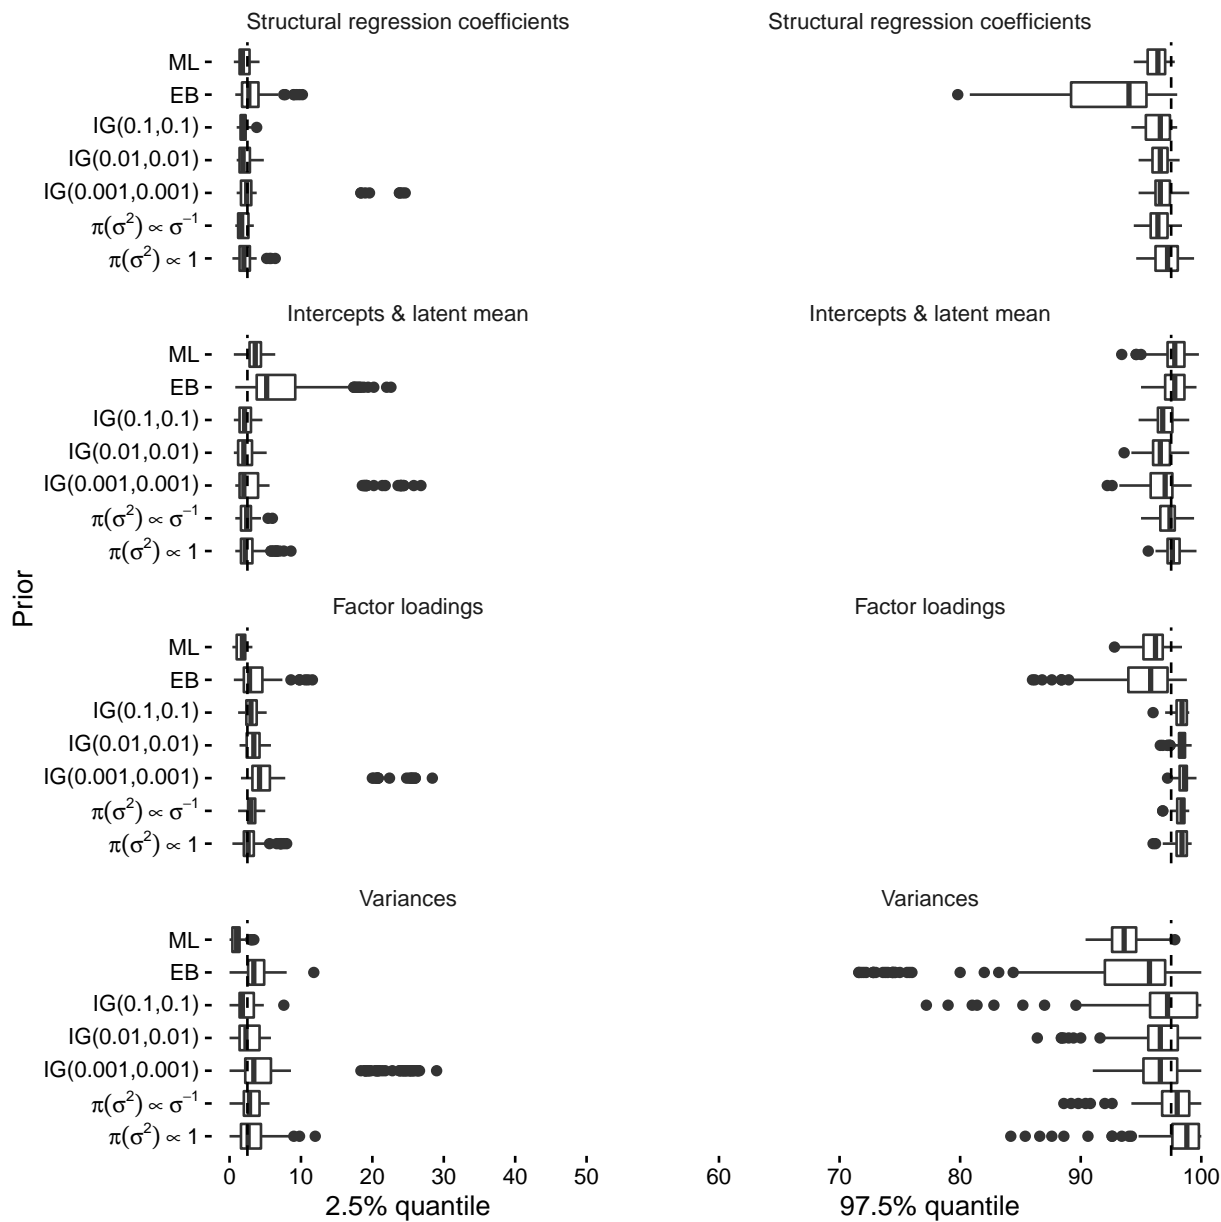 Structural regression coefficients
Structural regression coefficients
ML
EB
IG(0.1,0.1)
IG(0.01,0.01)
IG(0.001,0.001)
π(σ²) ∝ σ⁻¹
π(σ²) ∝ 1
Intercepts & latent mean
Intercepts & latent mean
ML
EB
IG(0.1,0.1)
IG(0.01,0.01)
IG(0.001,0.001)
π(σ²) ∝ σ⁻¹
π(σ²) ∝ 1
Prior
Factor loadings
Factor loadings
ML
EB
IG(0.1,0.1)
IG(0.01,0.01)
IG(0.001,0.001)
π(σ²) ∝ σ⁻¹
π(σ²) ∝ 1
Variances
Variances
ML
EB
IG(0.1,0.1)
IG(0.01,0.01)
IG(0.001,0.001)
π(σ²) ∝ σ⁻¹
π(σ²) ∝ 1
0 10 20 30 40 50 60 70 80 90 100
2.5% quantile
97.5% quantile